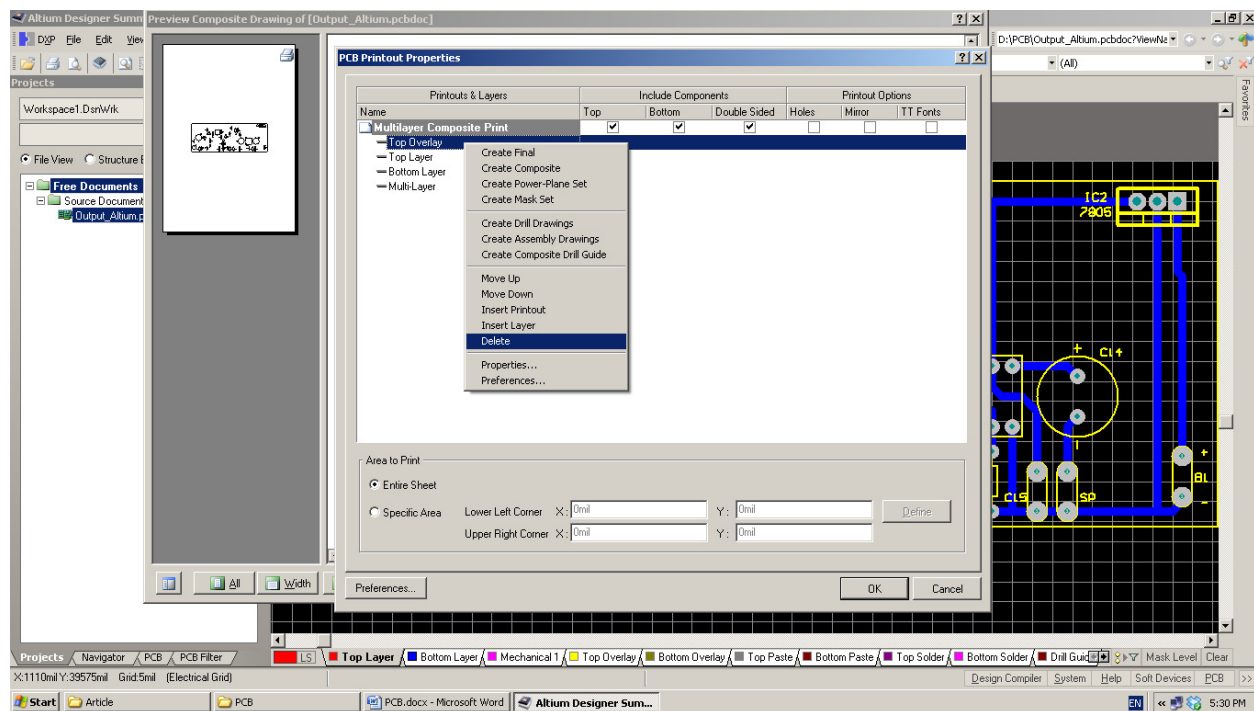 Altium Designer Summ
Preview Composite Drawing of [Output_Altium.pcbdoc]
DXP File Edit View
D:\PCB\Output_Altium.pcbdoc?ViewNa
(All)
Projects
Favorites
Workspace1.DsnWrk
File View Structure E
Free Documents
Source Document
Output_Altium.p
PCB Printout Properties
Printouts & Layers Include Components Printout Options
Name Top Bottom Double Sided Holes Mirror TT Fonts
Multilayer Composite Print
Top Overlay
Top Layer
Bottom Layer
Multi-Layer
Create Final
Create Composite
Create Power-Plane Set
Create Mask Set
Create Drill Drawings
Create Assembly Drawings
Create Composite Drill Guide
Move Up
Move Down
Insert Printout
Insert Layer
Delete
Properties...
Preferences...
Area to Print
Entire Sheet
Specific Area Lower Left Corner X: 0mil Y: 0mil Define
Upper Right Corner X: 0mil Y: 0mil
Preferences... OK Cancel
All Width
IC2
7805
+ C14
C15 SP
+
B1
-
Projects Navigator PCB PCB Filter
LS Top Layer Bottom Layer Mechanical 1 Top Overlay Bottom Overlay Top Paste Bottom Paste Top Solder Bottom Solder Drill Guid Mask Level Clear
X:1110mil Y:39575mil Grid:5mil (Electrical Grid)
Design Compiler System Help Soft Devices PCB >>
Start Article PCB PCB.docx - Microsoft Word Altium Designer Sum... EN « 5:30 PM